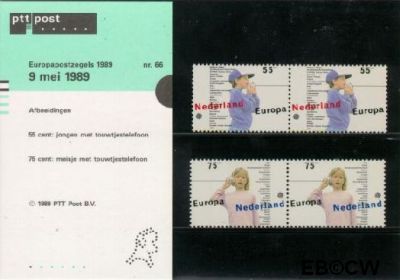 ptt post
Europapostzegels 1989 nr. 66
9 mei 1989
Afbeeldingen
55 cent: jongen met touwtjestelefoon
75 cent: meisje met touwtjestelefoon
© 1989 PTT Post B.V.
55 55
Nederland Europa Nederland Europa
75 75
Europa Nederland Europa Nederland
EBOCW